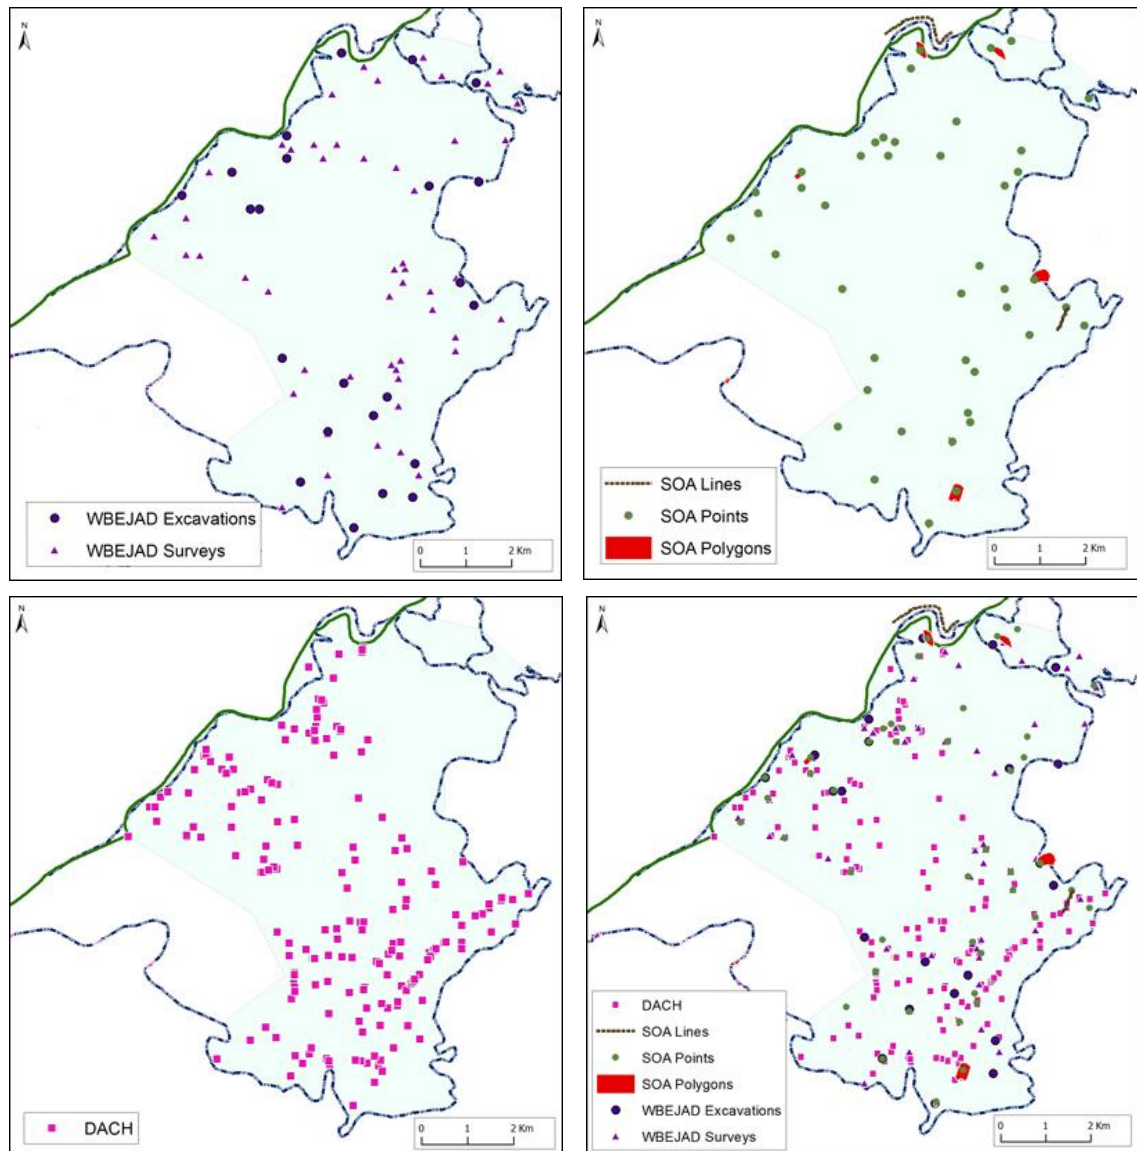 N
WBEJAD Excavations
WBEJAD Surveys
0 1 2 Km
N
SOA Lines
SOA Points
SOA Polygons
0 1 2 Km
N
DACH
0 1 2 Km
N
DACH
SOA Lines
SOA Points
SOA Polygons
WBEJAD Excavations
WBEJAD Surveys
0 1 2 Km